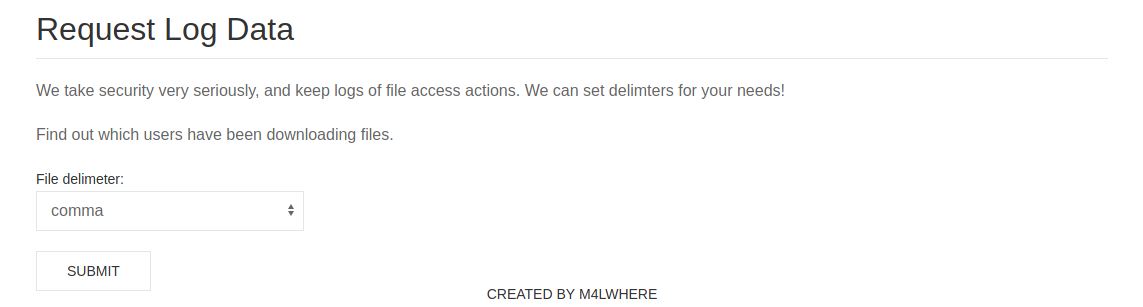 Request Log Data
We take security very seriously, and keep logs of file access actions. We can set delimters for your needs!
Find out which users have been downloading files.
File delimeter:
comma
SUBMIT
CREATED BY M4LWHERE